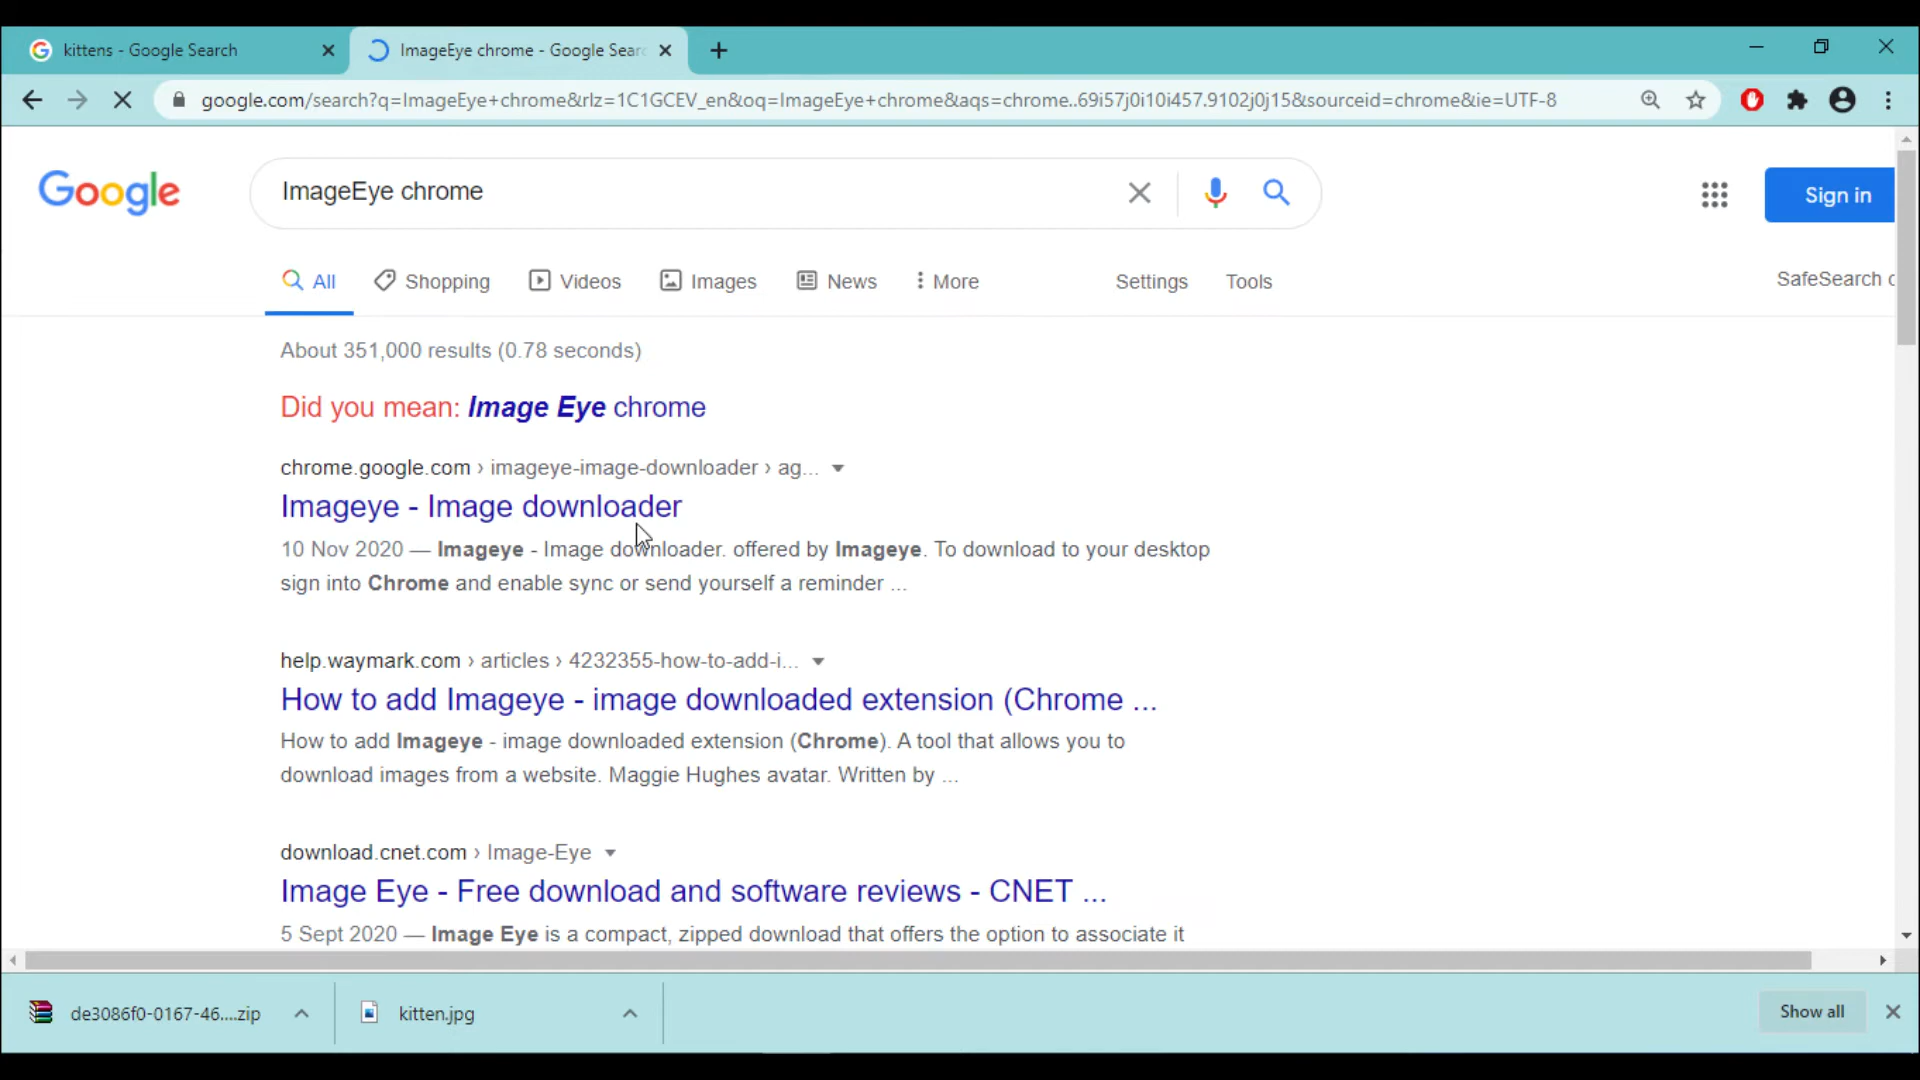 kittens - Google Search
ImageEye chrome - Google Sear
google.com/search?q=ImageEye+chrome&rlz=1C1GCEV_en&oq=ImageEye+chrome&aqs=chrome..69i57j0i10i457.9102j0j15&sourceid=chrome&ie=UTF-8
Google
ImageEye chrome
Sign in
All
Shopping
Videos
Images
News
More
Settings
Tools
SafeSearch
About 351,000 results (0.78 seconds)
Did you mean: Image Eye chrome
chrome.google.com › imageye-image-downloader › ag...
Imageye - Image downloader
10 Nov 2020 — Imageye - Image downloader. offered by Imageye. To download to your desktop
sign into Chrome and enable sync or send yourself a reminder ...
help.waymark.com › articles › 4232355-how-to-add-i...
How to add Imageye - image downloaded extension (Chrome ...
How to add Imageye - image downloaded extension (Chrome). A tool that allows you to
download images from a website. Maggie Hughes avatar. Written by ...
download.cnet.com › Image-Eye
Image Eye - Free download and software reviews - CNET ...
5 Sept 2020 — Image Eye is a compact, zipped download that offers the option to associate it
de3086f0-0167-46....zip
kitten.jpg
Show all